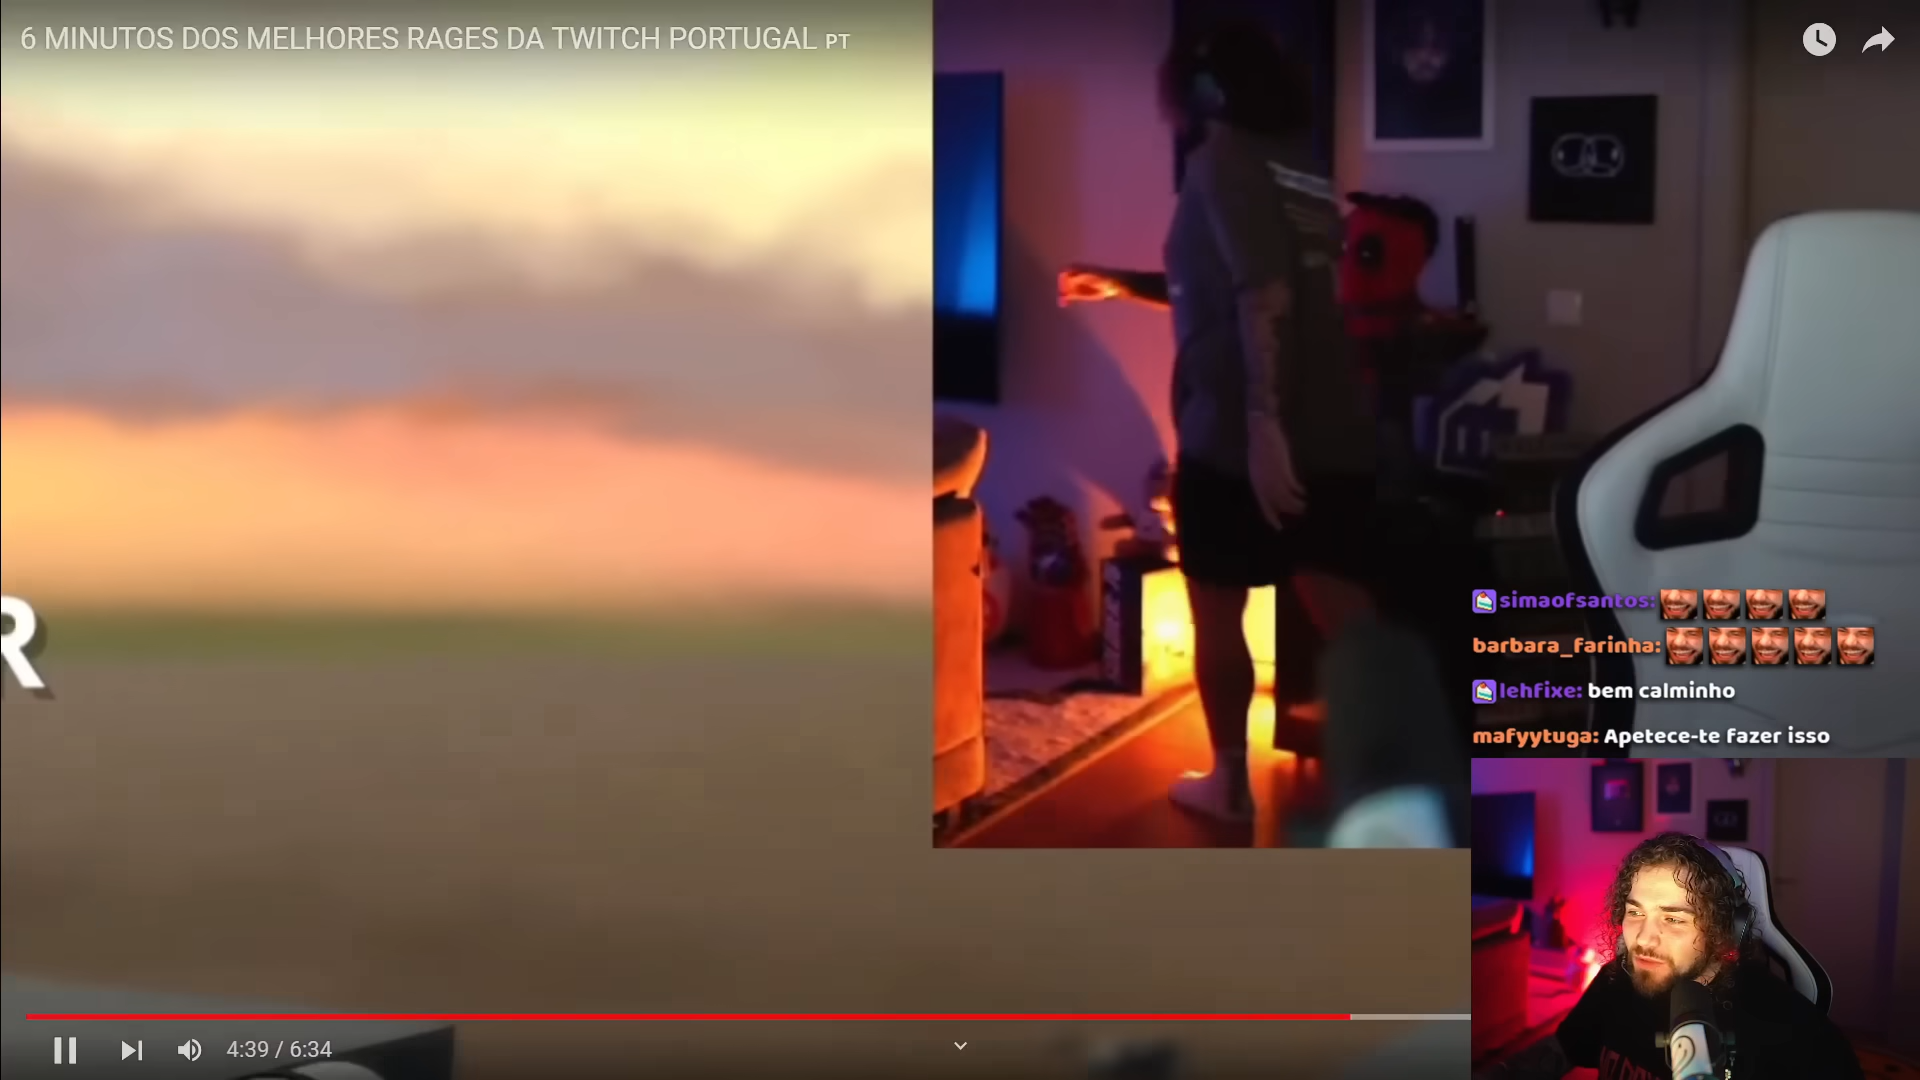 6 MINUTOS DOS MELHORES RAGES DA TWITCH PORTUGAL PT
R
simaofsantos:
barbara_farinha:
lehfixe: bem calminho
mafyytuga: Apetece-te fazer isso
4:39 / 6:34